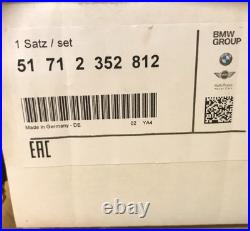 1 Satz / set
BMW
GROUP
51 71 2 352 812
Made in Germany - DE
02 YA4
EAC